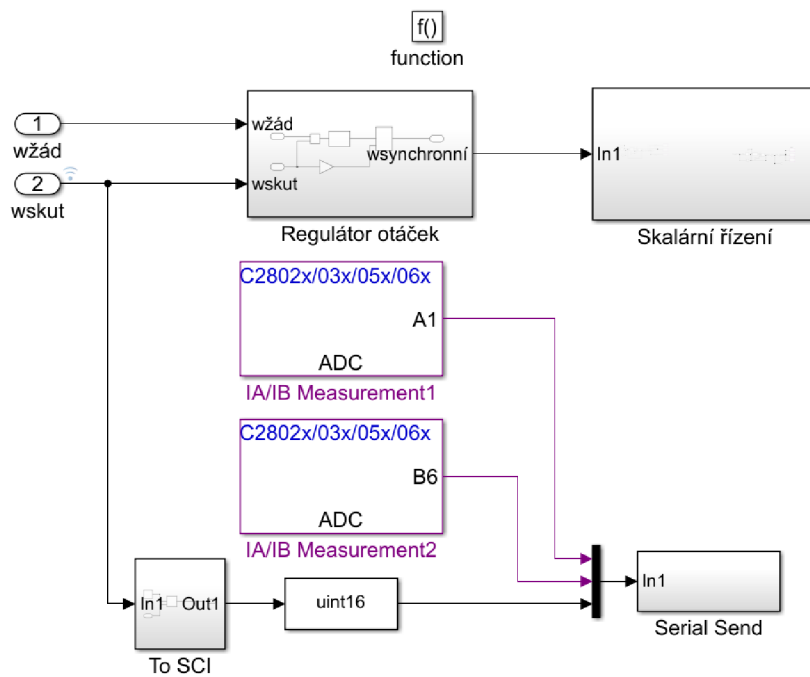 f()
function
1
wžád
2
wskut
wžád
wskut
wsynchronní
Regulátor otáček
In1
Skalární řízení
C2802x/03x/05x/06x
A1
ADC
IA/IB Measurement1
C2802x/03x/05x/06x
B6
ADC
IA/IB Measurement2
In1
Out1
To SCI
uint16
In1
Serial Send